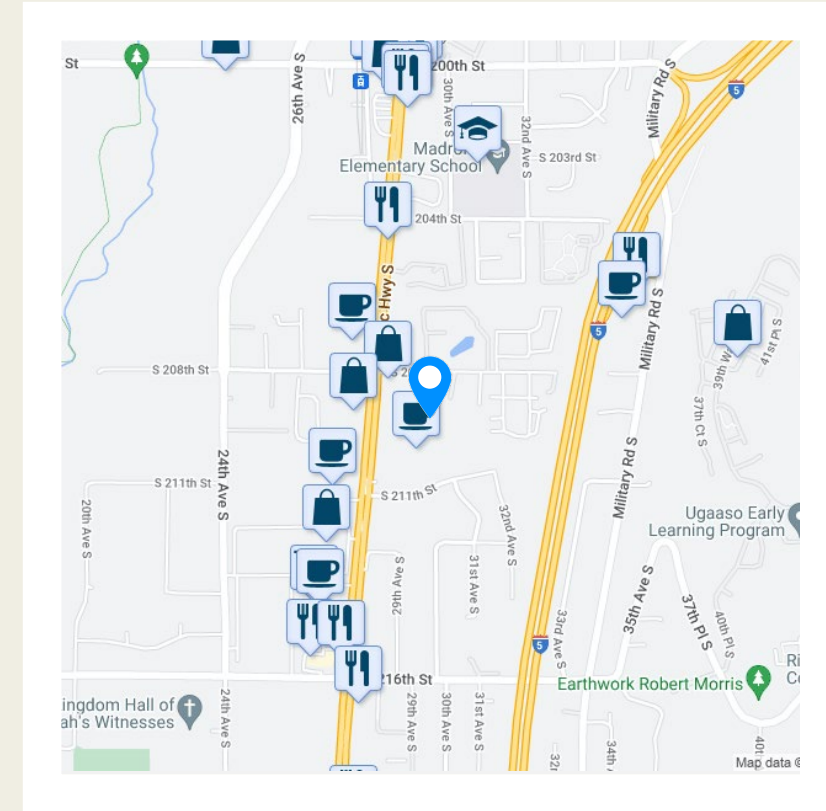 St
200th St
26th Ave S
30th Ave S
32nd Ave S
Military Rd S
5
Elementary School
S 203rd St
204th St
Hwy S
5
Military Rd S
41st Pl S
39th W
S 208th St
37th Ct S
24th Ave S
S 211th St
S 211th St
20th Ave S
32nd Ave S
Military Rd S
Ugaaso Early
Learning Program
29th Ave S
31st Ave S
33rd Ave S
35th Ave S
37th Pl S
40th Pl S
5
216th St
Earthwork Robert Morris
Ri
ingdom Hall of
ah's Witnesses
24th Ave S
29th Ave S
30th Ave S
31st Ave S
34th
Map data ©